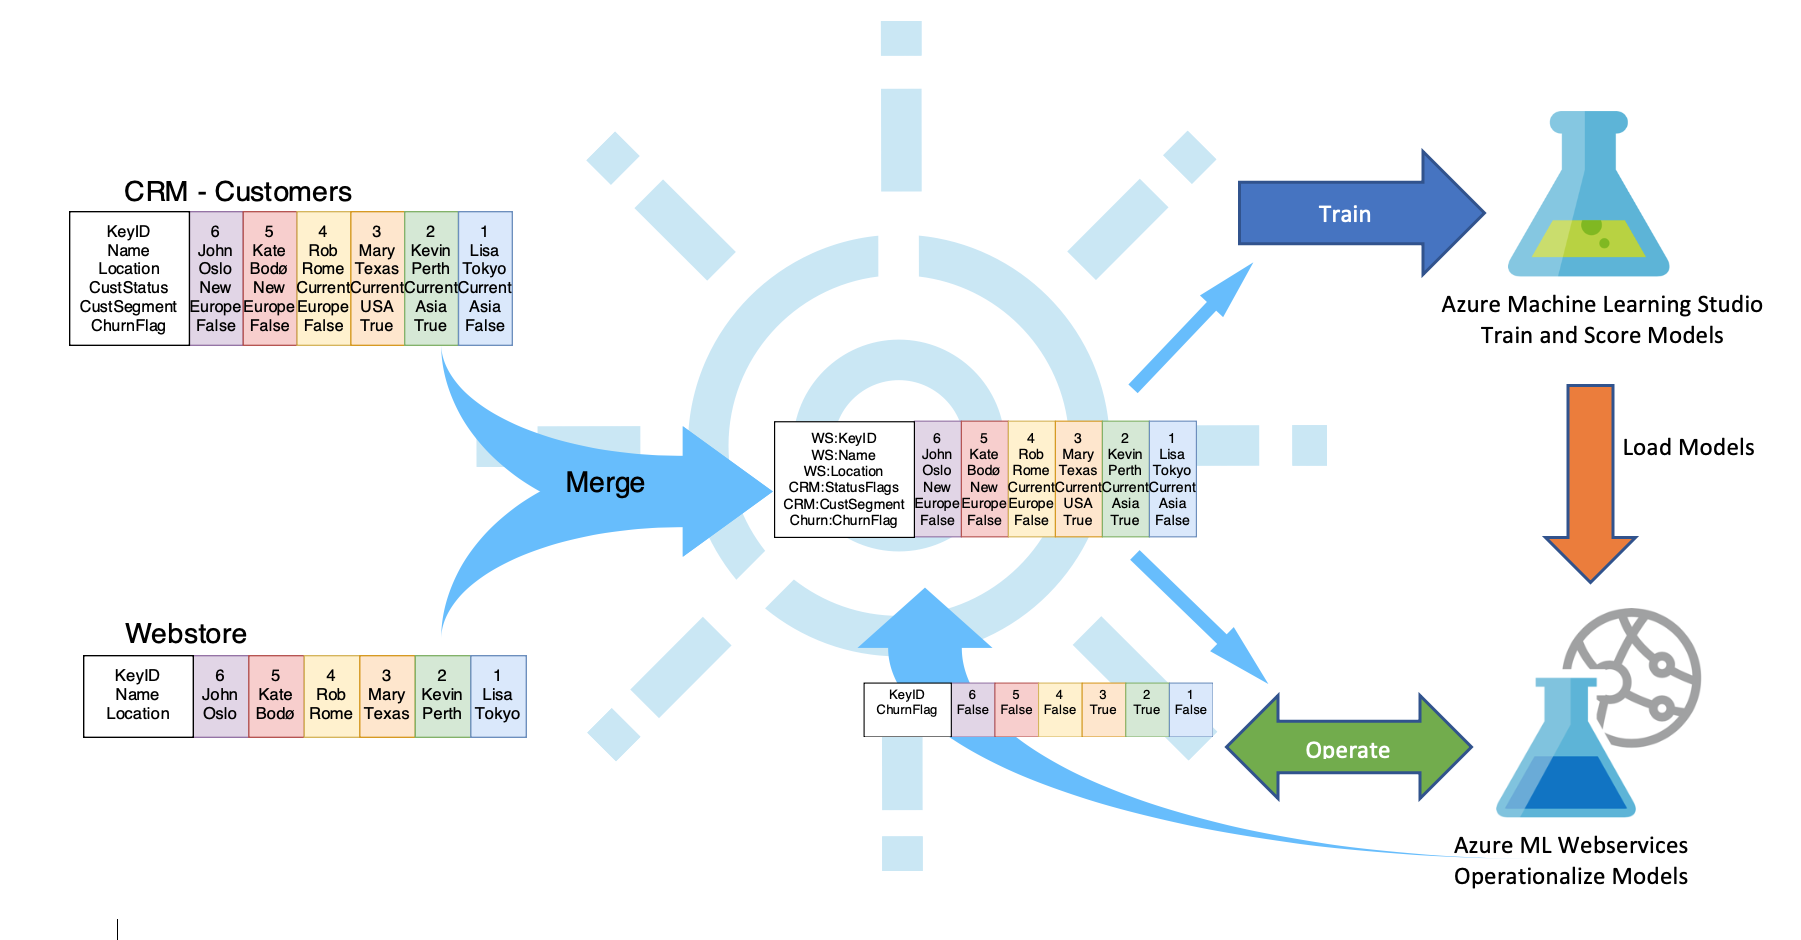 CRM - Customers
KeyID 6 5 4 3 2 1
Name John Kate Rob Mary Kevin Lisa
Location Oslo Bodø Rome Texas Perth Tokyo
CustStatus New New Current Current Current Current
CustSegment Europe Europe Europe USA Asia Asia
ChurnFlag False False False True True False
Train
Azure Machine Learning Studio
Train and Score Models
Merge
WS:KeyID 6 5 4 3 2 1
WS:Name John Kate Rob Mary Kevin Lisa
WS:Location Oslo Bodø Rome Texas Perth Tokyo
CRM:StatusFlags New New Current Current Current Current
CRM:CustSegment Europe Europe Europe USA Asia Asia
Churn:ChurnFlag False False False True True False
Load Models
Webstore
KeyID 6 5 4 3 2 1
Name John Kate Rob Mary Kevin Lisa
Location Oslo Bodø Rome Texas Perth Tokyo
KeyID 6 5 4 3 2 1
ChurnFlag False False False True True False
Operate
Azure ML Webservices
Operationalize Models